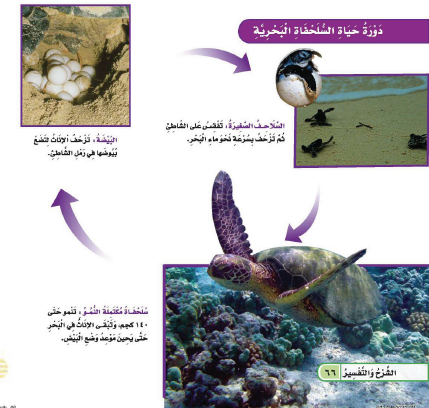 دَوْرَةُ حَيَاةِ السُّلَحْفَاةِ الْبَحْرِيَّةِ
السَّلَاحِفُ الصَّغِيرَةُ: تَفْقِسُ عَلَى الشَّاطِئِ
ثُمَّ تَزْحَفُ بِسُرْعَةٍ نَحْوَ مَاءِ الْبَحْرِ.
الْبَيْضَةُ: تَزْحَفُ الْإِنَاثُ لِتَضَعَ
بُيُوضَهَا فِي رَمْلِ الشَّاطِئِ.
سُلَحْفَاةٌ مُكْتَمِلَةُ النُّمُوِّ: تَنْمُو حَتَّى
١٤٠ كجم، وَتَبْقَى الْإِنَاثُ فِي الْبَحْرِ
حَتَّى يَحِينَ مَوْعِدُ وَضْعِ الْبَيْضِ.
الشَّرْحُ وَالتَّفْسِيرُ ٦٦